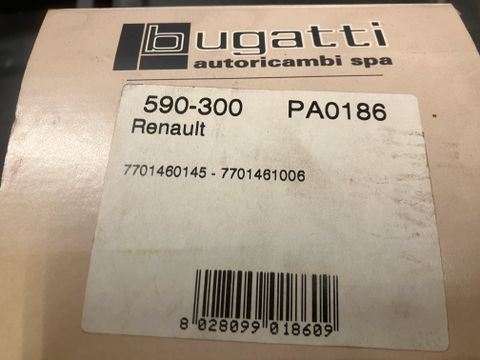 bugatti
autoricambi spa
590-300 PA0186
Renault
7701460145 - 7701461006
8 028099 018609